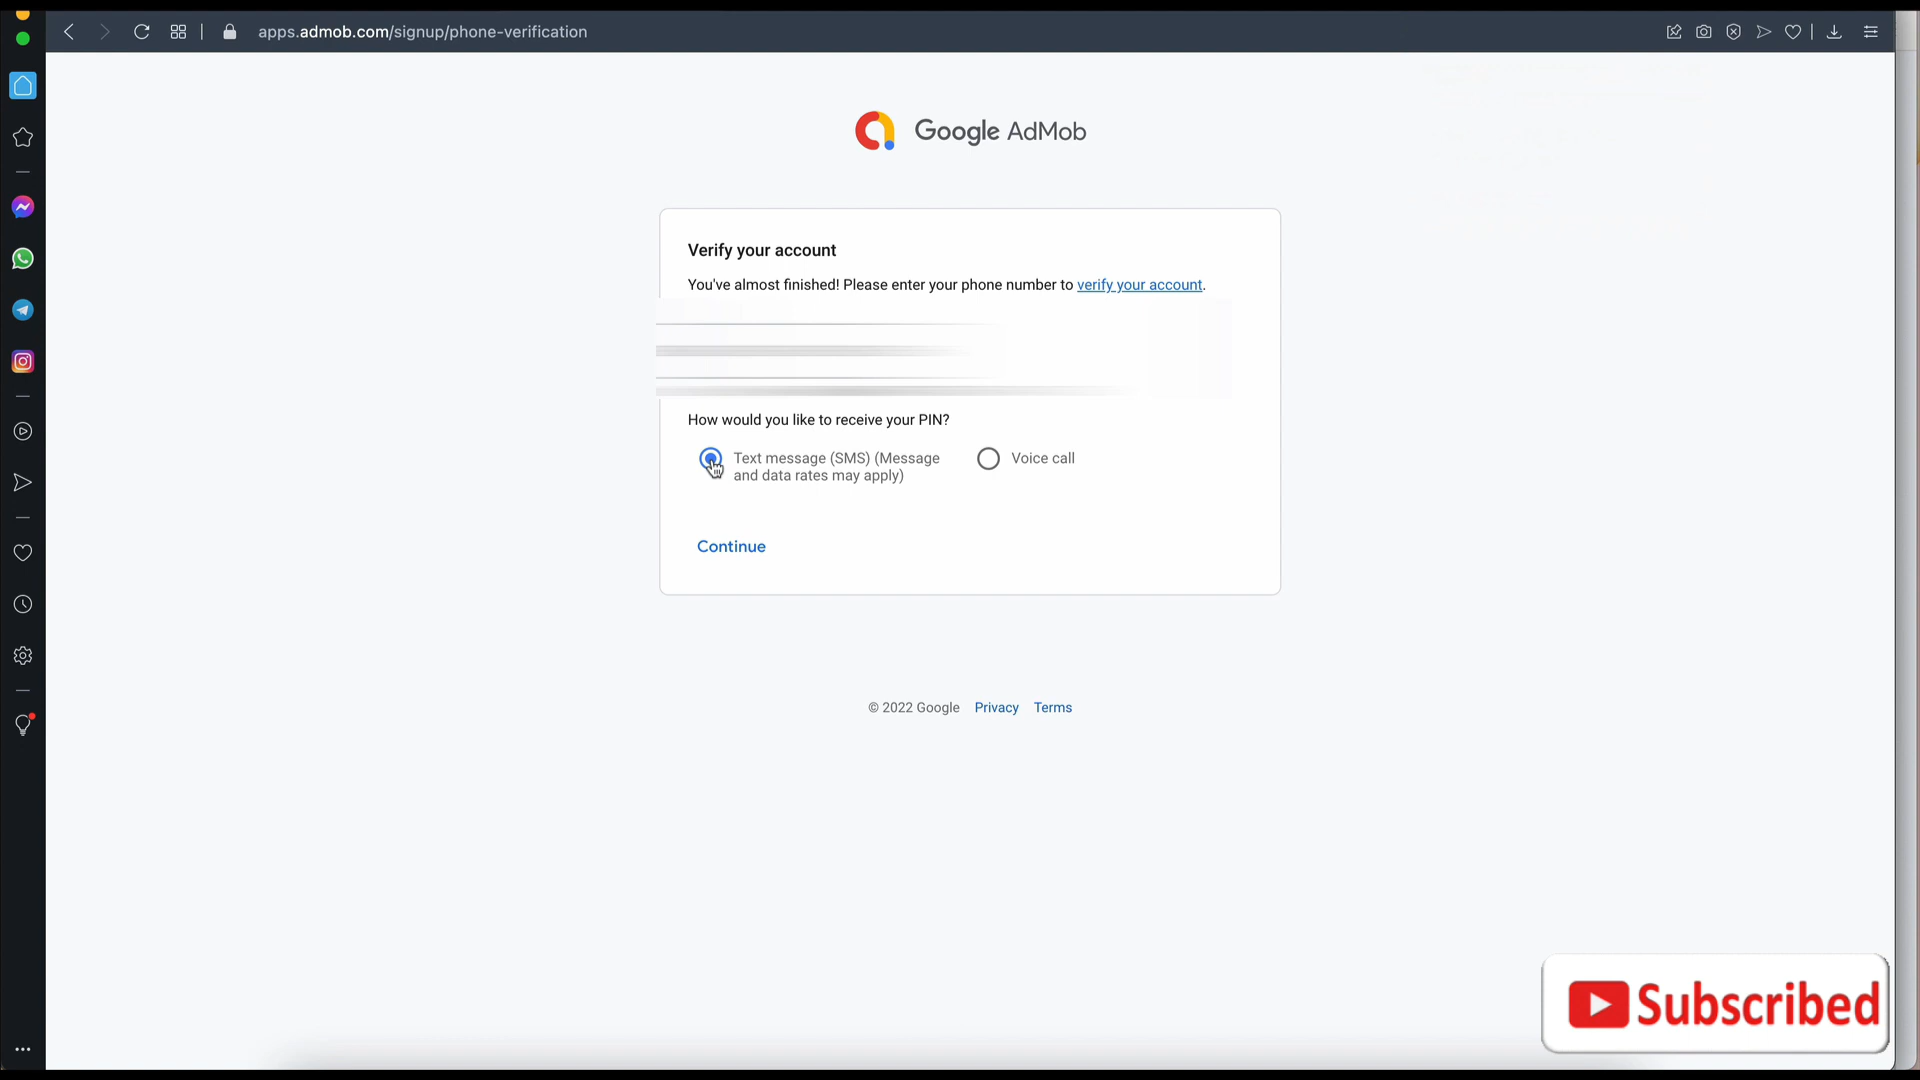 apps.admob.com/signup/phone-verification
Google AdMob
Verify your account
You've almost finished! Please enter your phone number to verify your account.
How would you like to receive your PIN?
Text message (SMS) (Message
and data rates may apply)
Voice call
Continue
© 2022 Google Privacy Terms
Subscribed